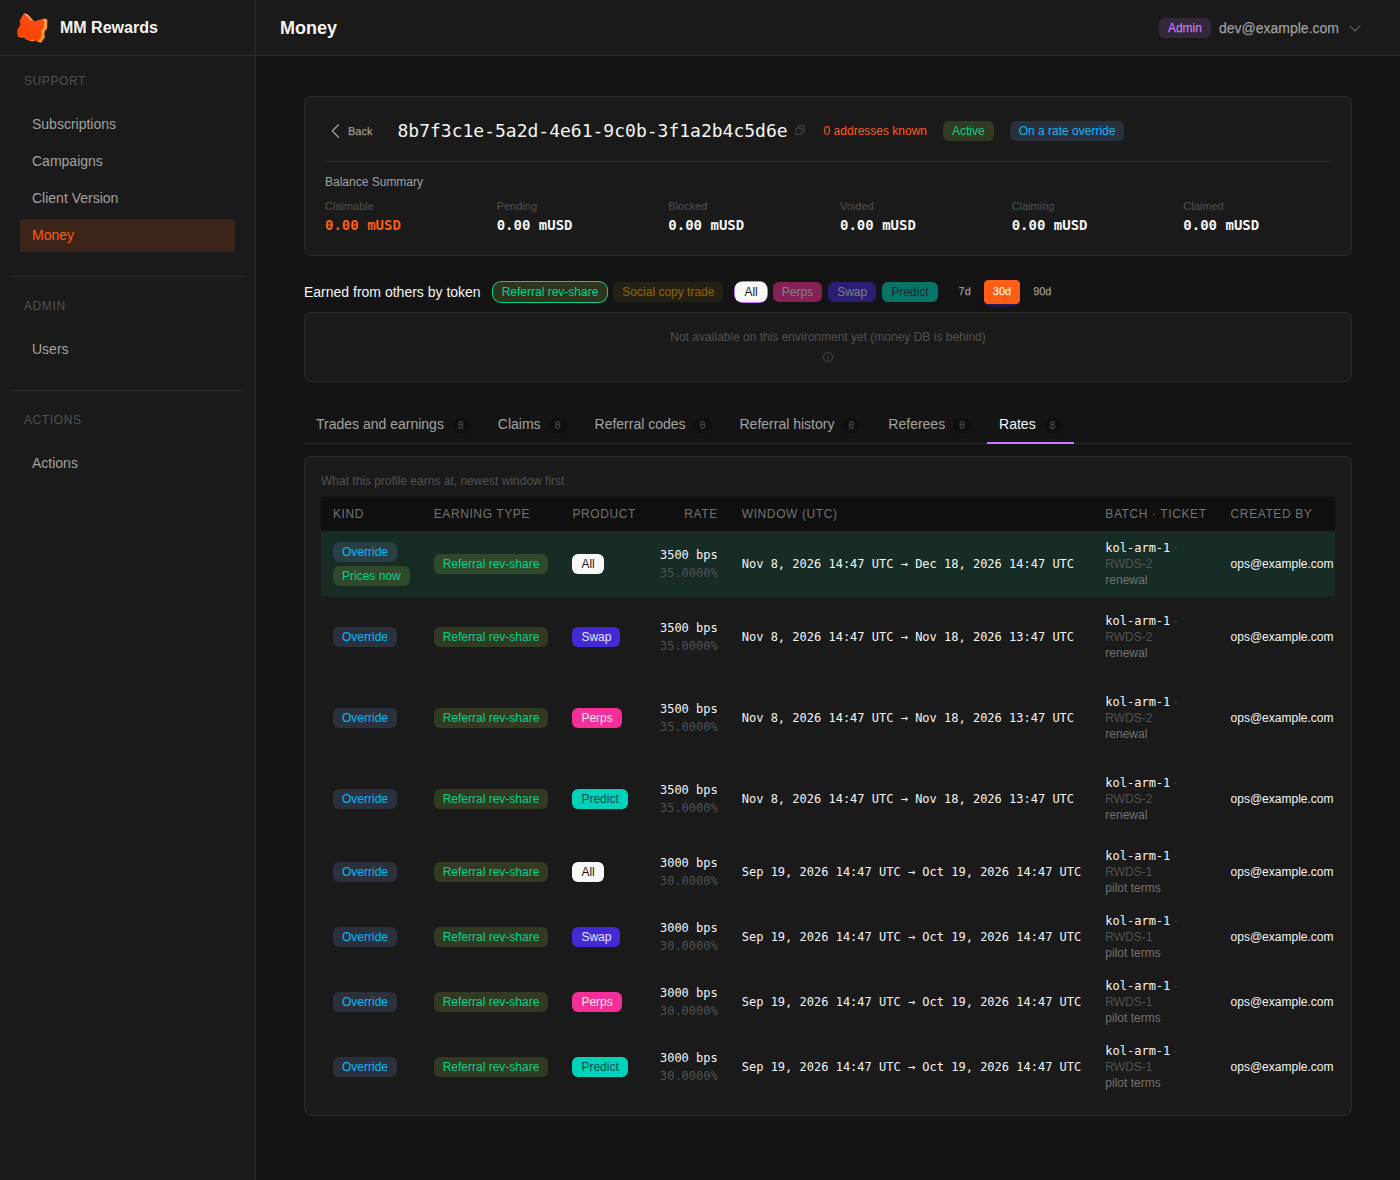 MM Rewards
Money
Admin dev@example.com
SUPPORT
Subscriptions
Campaigns
Client Version
Money
ADMIN
Users
ACTIONS
Actions
Back 8b7f3c1e-5a2d-4e61-9c0b-3f1a2b4c5d6e 0 addresses known Active On a rate override
Balance Summary
Claimable Pending Blocked Voided Claiming Claimed
0.00 mUSD 0.00 mUSD 0.00 mUSD 0.00 mUSD 0.00 mUSD 0.00 mUSD
Earned from others by token Referral rev-share Social copy trade All Perps Swap Predict 7d 30d 90d
Not available on this environment yet (money DB is behind)
Trades and earnings 0 Claims 0 Referral codes 0 Referral history 0 Referees 0 Rates 8
What this profile earns at, newest window first
KIND EARNING TYPE PRODUCT RATE WINDOW (UTC) BATCH · TICKET CREATED BY
Override Prices now Referral rev-share All 3500 bps 35.0000% Nov 8, 2026 14:47 UTC → Dec 18, 2026 14:47 UTC kol-arm-1 · RWDS-2 renewal ops@example.com
Override Referral rev-share Swap 3500 bps 35.0000% Nov 8, 2026 14:47 UTC → Nov 18, 2026 13:47 UTC kol-arm-1 · RWDS-2 renewal ops@example.com
Override Referral rev-share Perps 3500 bps 35.0000% Nov 8, 2026 14:47 UTC → Nov 18, 2026 13:47 UTC kol-arm-1 · RWDS-2 renewal ops@example.com
Override Referral rev-share Predict 3500 bps 35.0000% Nov 8, 2026 14:47 UTC → Nov 18, 2026 13:47 UTC kol-arm-1 · RWDS-2 renewal ops@example.com
Override Referral rev-share All 3000 bps 30.0000% Sep 19, 2026 14:47 UTC → Oct 19, 2026 14:47 UTC kol-arm-1 · RWDS-1 pilot terms ops@example.com
Override Referral rev-share Swap 3000 bps 30.0000% Sep 19, 2026 14:47 UTC → Oct 19, 2026 14:47 UTC kol-arm-1 · RWDS-1 pilot terms ops@example.com
Override Referral rev-share Perps 3000 bps 30.0000% Sep 19, 2026 14:47 UTC → Oct 19, 2026 14:47 UTC kol-arm-1 · RWDS-1 pilot terms ops@example.com
Override Referral rev-share Predict 3000 bps 30.0000% Sep 19, 2026 14:47 UTC → Oct 19, 2026 14:47 UTC kol-arm-1 · RWDS-1 pilot terms ops@example.com